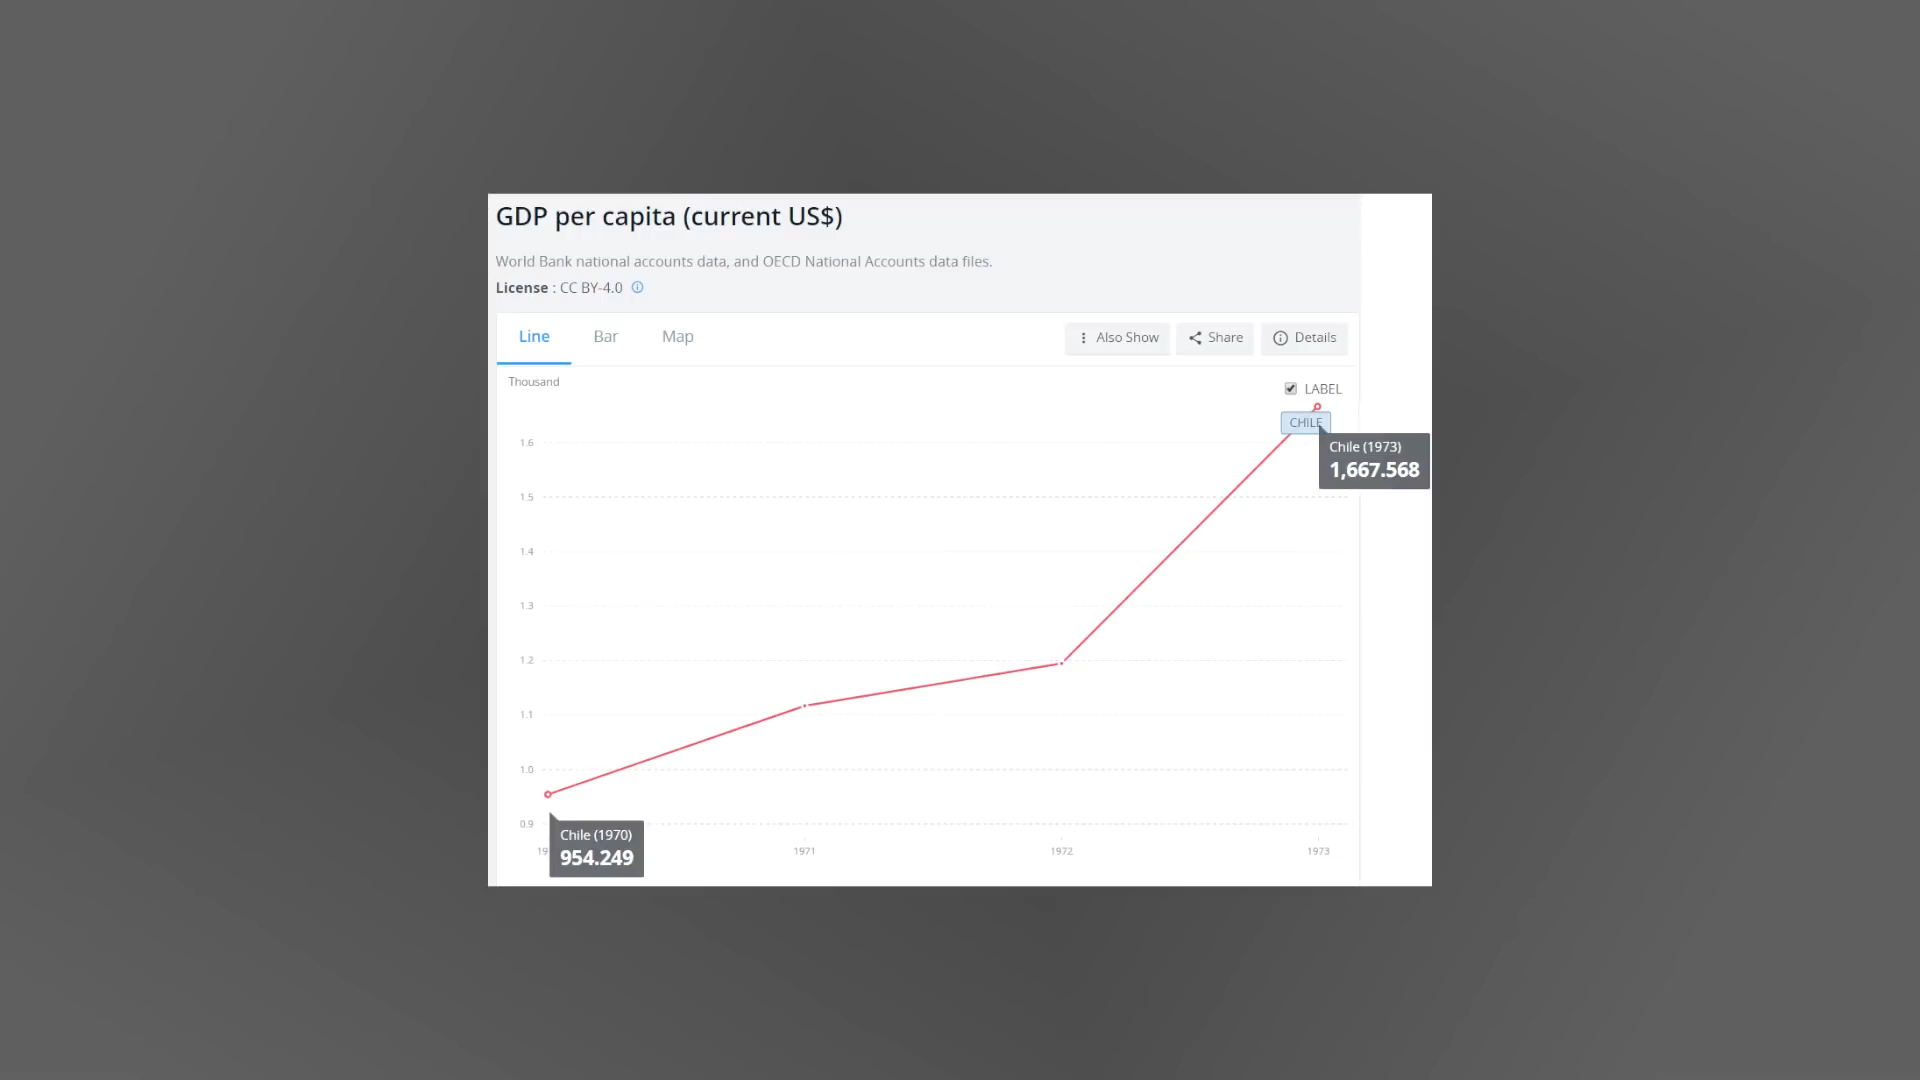 GDP per capita (current US$)
World Bank national accounts data, and OECD National Accounts data files.
License : CC BY-4.0
Line Bar Map Also Show Share Details
Thousand
LABEL
CHILE
1.6
Chile (1973)
1,667.568
1.5
1.4
1.3
1.2
1.1
1.0
0.9
Chile (1970)
954.249
19 1971 1972 1973